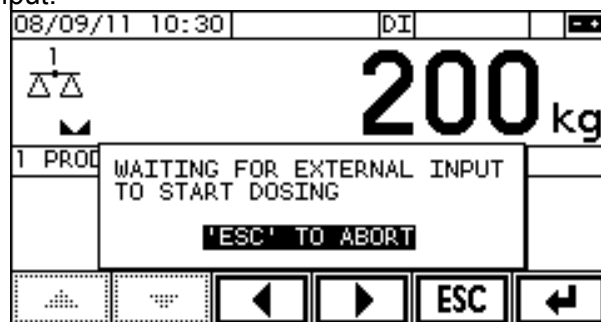 nput.
08/09/11 10:30 DI
1
200 kg
1 PROD
WAITING FOR EXTERNAL INPUT
TO START DOSING
'ESC' TO ABORT
ESC